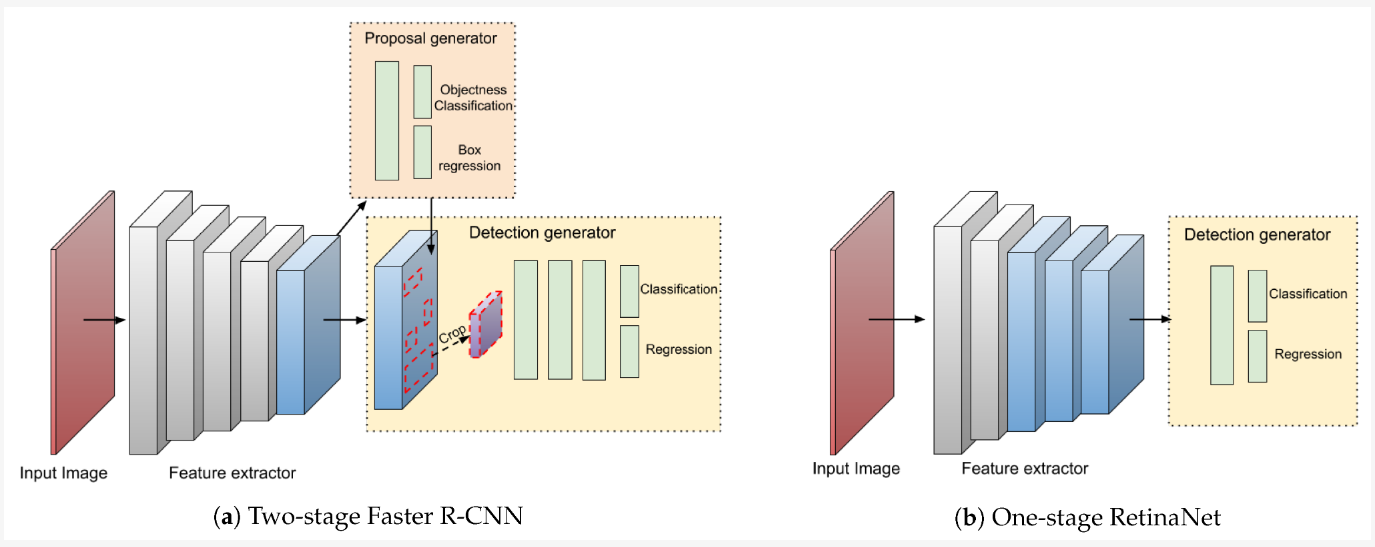 Proposal generator
Objectness
Classification
Box
regression
Detection generator
Crop
Classification
Regression
Input Image
Feature extractor
(a) Two-stage Faster R-CNN
Detection generator
Classification
Regression
Input Image
Feature extractor
(b) One-stage RetinaNet